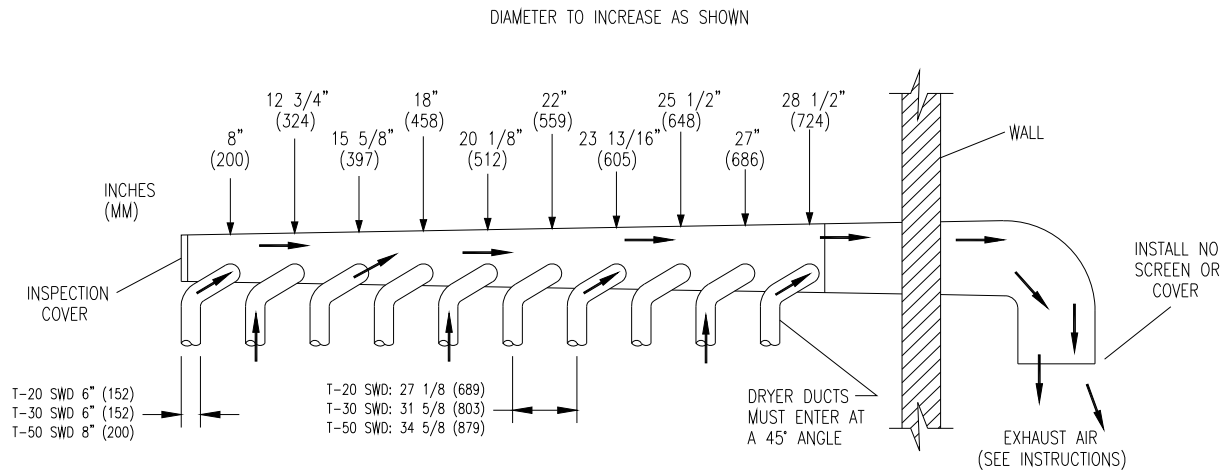 DIAMETER TO INCREASE AS SHOWN
8"
(200)
12 3/4"
(324)
15 5/8"
(397)
18"
(458)
20 1/8"
(512)
22"
(559)
23 13/16"
(605)
25 1/2"
(648)
27"
(686)
28 1/2"
(724)
WALL
INCHES
(MM)
INSPECTION
COVER
INSTALL NO
SCREEN OR
COVER
T-20 SWD 6" (152)
T-30 SWD 6" (152)
T-50 SWD 8" (200)
T-20 SWD: 27 1/8 (689)
T-30 SWD: 31 5/8 (803)
T-50 SWD: 34 5/8 (879)
DRYER DUCTS
MUST ENTER AT
A 45° ANGLE
EXHAUST AIR
(SEE INSTRUCTIONS)